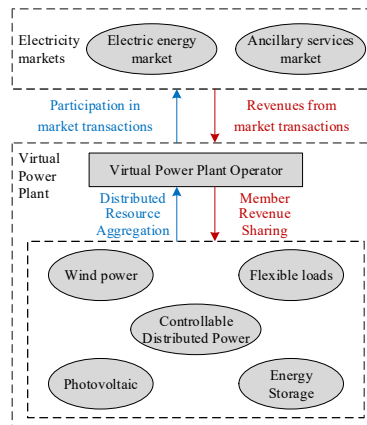 Electricity
markets
Electric energy
market
Ancillary services
market
Participation in
market transactions
Revenues from
market transactions
Virtual
Power
Plant
Virtual Power Plant Operator
Distributed
Resource
Aggregation
Member
Revenue
Sharing
Wind power
Flexible loads
Controllable
Distributed Power
Photovoltaic
Energy
Storage